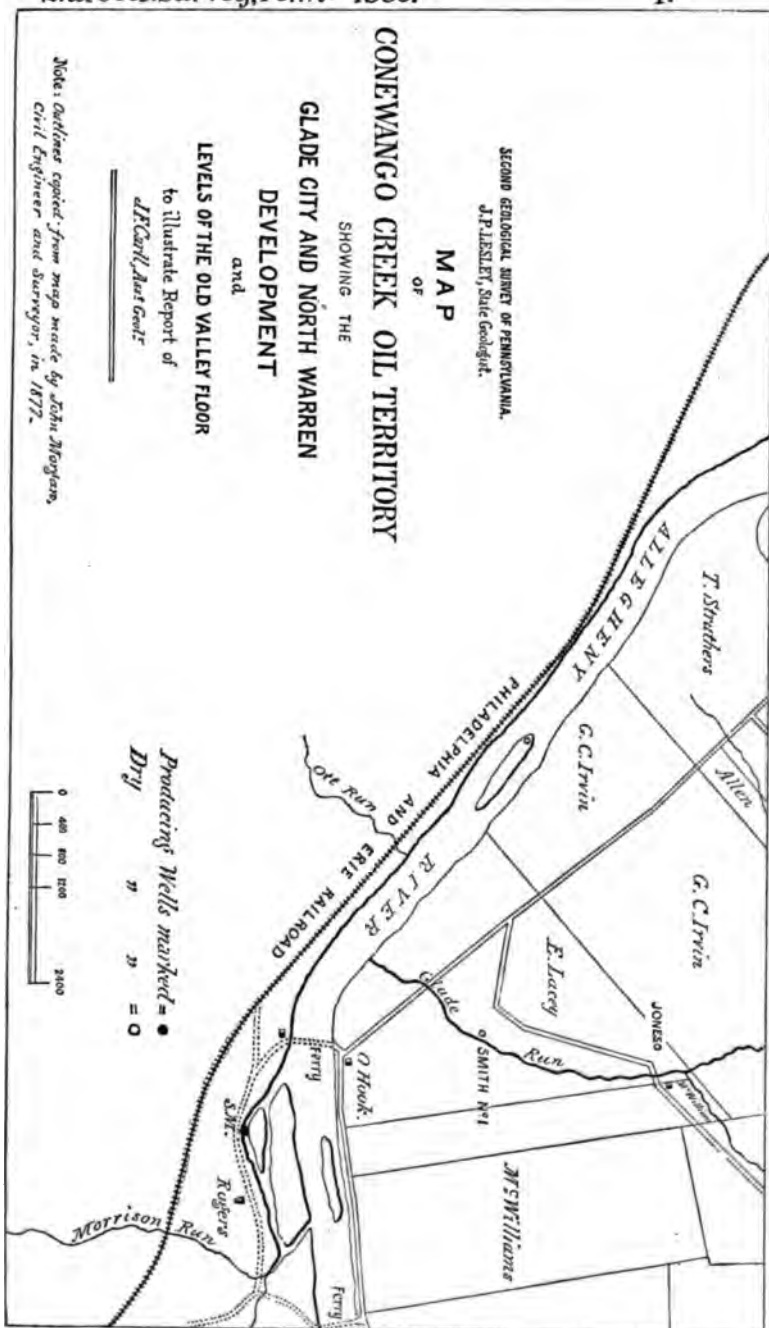 SECOND GEOLOGICAL SURVEY OF PENNSYLVANIA.
J.P. LESLEY, State Geologist.
MAP
OF
CONEWANGO CREEK OIL TERRITORY
SHOWING THE
GLADE CITY AND NORTH WARREN
DEVELOPMENT
and
LEVELS OF THE OLD VALLEY FLOOR
to illustrate Report of
J.F. Carll, Asst Geolr.
Note: Outlines copied from map made by John Morgan,
Civil Engineer and Surveyor, in 1877.
ALLEGHENY RIVER
PHILADELPHIA AND ERIE RAILROAD
T. Struthers
Allen
G. C. Irvin
G. C. Irvin
E. Lacey
JONES
Glade Run
SMITH No 1
Ott Run
O Hook.
Ferry
McWilliams
S.M.
Rogers
Morrison Run
Ferry
Producing Wells marked = ●
Dry " " = O
0 400 800 1200 2400